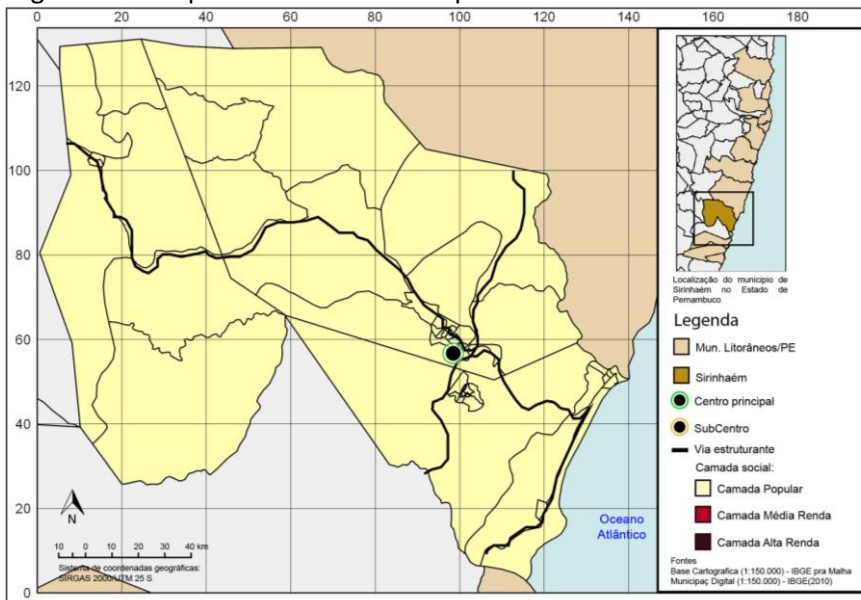 0 20 40 60 80 100 120 140 160 180
120
100
80
60
40
20
0
N
10 0 10 20 40 km
Sistema de coordenadas geográficas:
SIRGAS 2000/UTM 25 S
Oceano
Atlântico
Localização do municipio de
Sirinhaém no Estado de
Pernambuco
Legenda
Mun. Litorâneos/PE
Sirinhaém
Centro principal
SubCentro
Via estruturante
Camada social:
Camada Popular
Camada Média Renda
Camada Alta Renda
Fontes
Base Cartografica (1:150.000) - IBGE pra Malha
Municipaç Digital (1:150.000) - IBGE(2010)